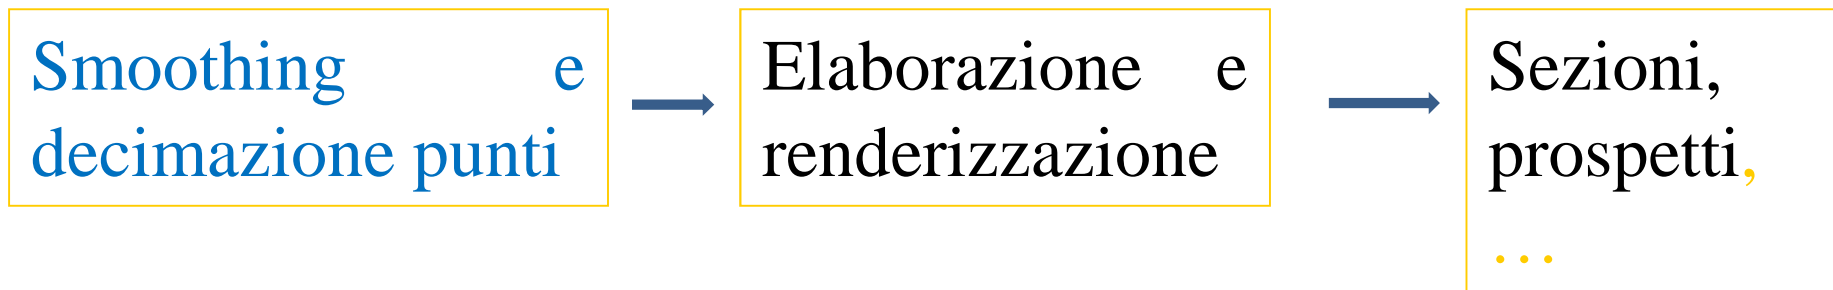 Smoothing e
decimazione punti
Elaborazione e
renderizzazione
Sezioni,
prospetti,
…